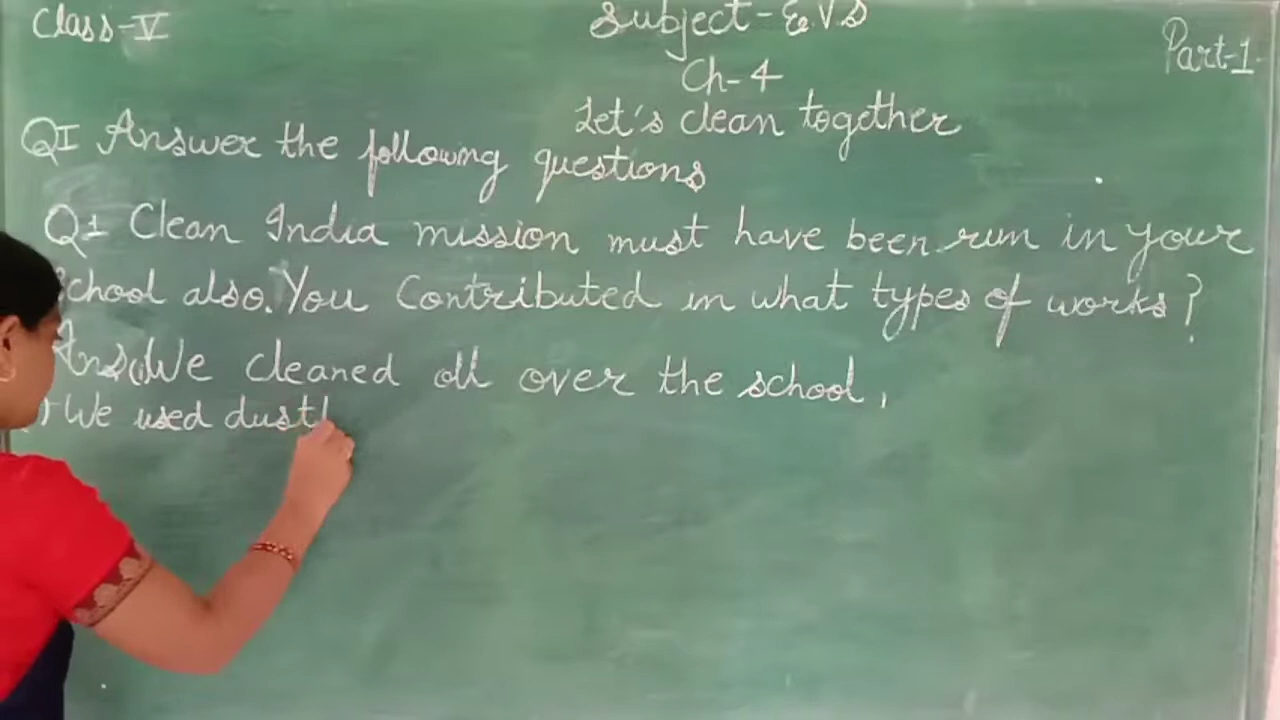 Class-V
Subject-E.V.S
Part-1
Ch-4
Let's clean together
QI Answer the following questions
Q1 Clean India mission must have been run in your
School also. You Contributed in what types of works?
Ans(i) We cleaned all over the school,
We used dust